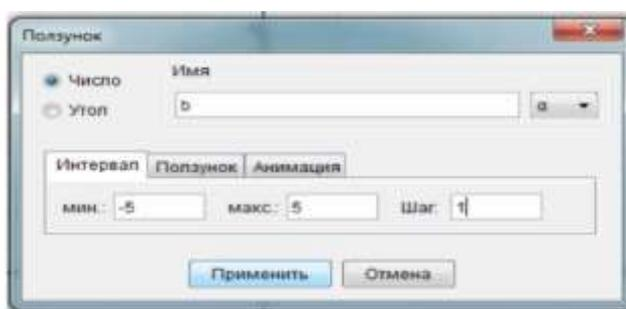 Ползунок
Число
Имя
Угол
b
α
Интервал Ползунок Анимация
мин.: -5 макс.: 5 Шаг: 1
Применить Отмена